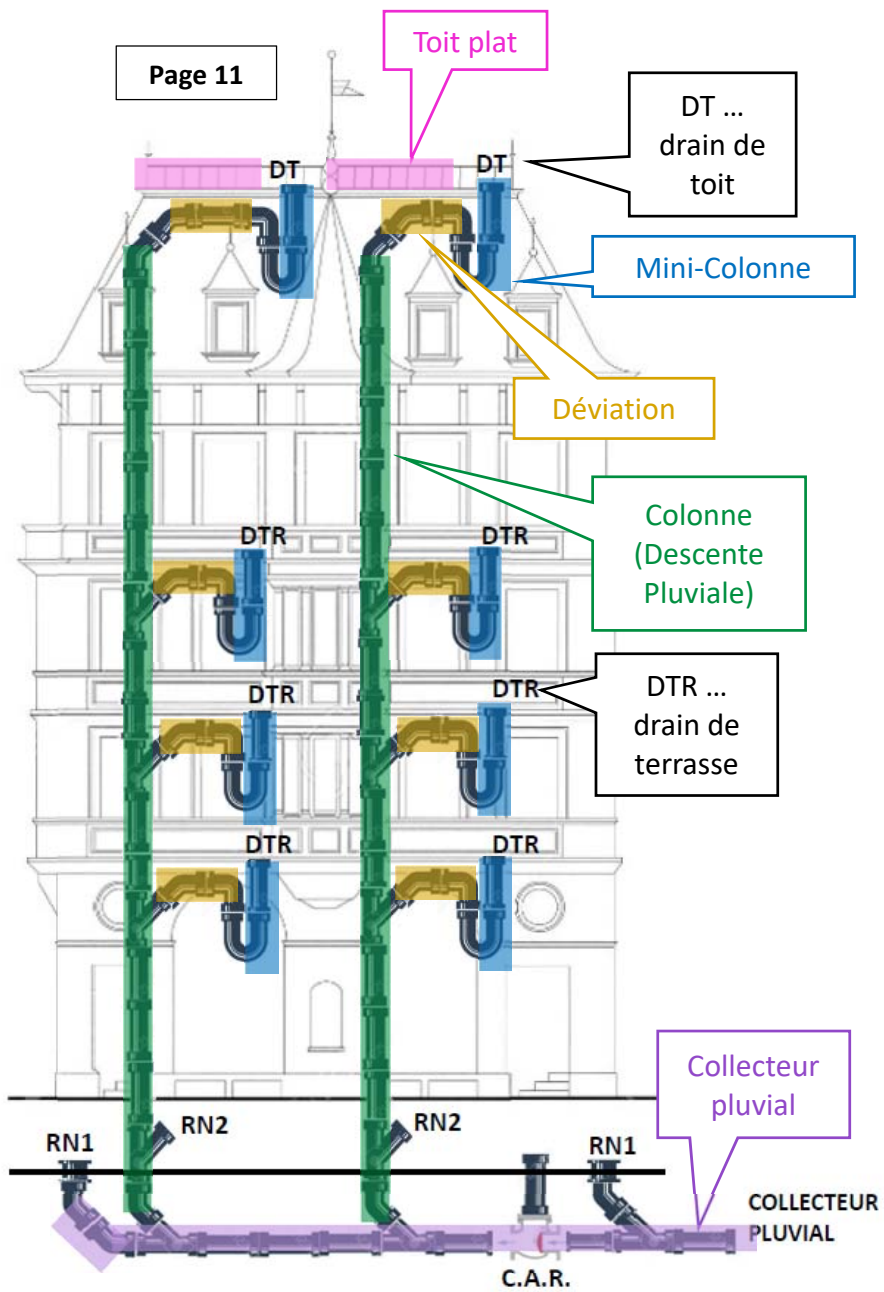 Page 11
Toit plat
DT ...
drain de
toit
DT
DT
Mini-Colonne
Déviation
Colonne
(Descente
Pluviale)
DTR
DTR
DTR
DTR
DTR ...
drain de
terrasse
DTR
DTR
Collecteur
pluvial
RN1
RN2
RN2
RN1
COLLECTEUR
PLUVIAL
C.A.R.